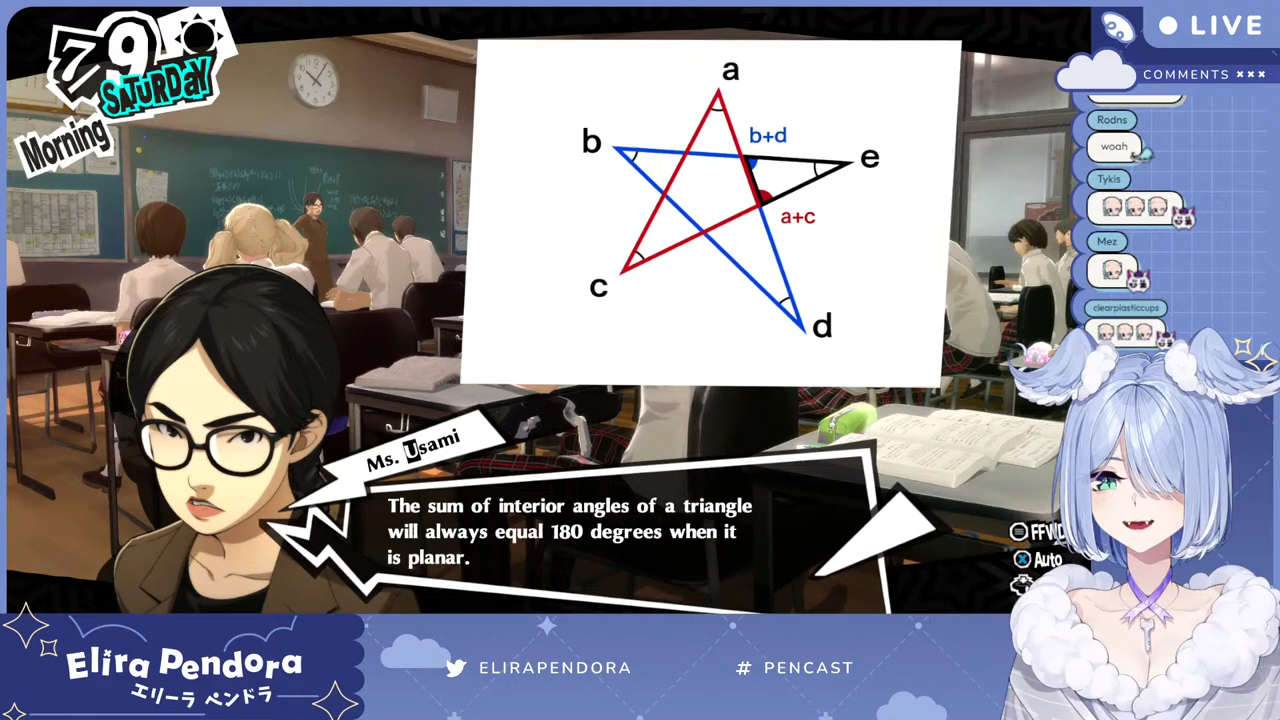 7/9
SATURDAY
Morning
a
b
b+d
e
a+c
c
d
Ms. Usami
The sum of interior angles of a triangle
will always equal 180 degrees when it
is planar.
FFWD
Auto
LIVE
COMMENTS ×××
Rodns
woah
Tykis
Mez
clearplasticcups
Elira Pendora
エリーラ ペンドラ
ELIRAPENDORA
# PENCAST